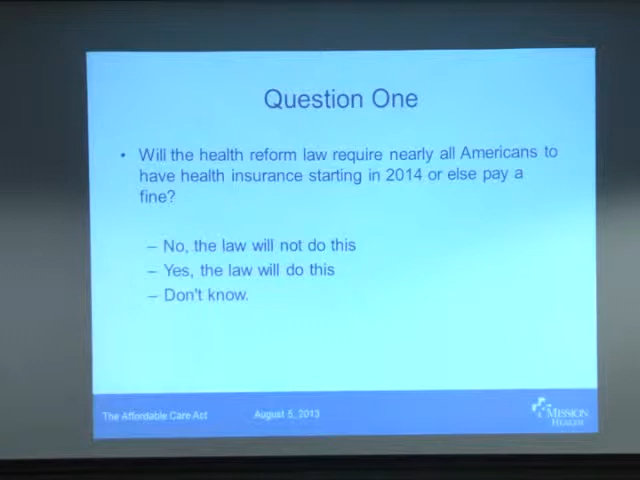 Question One
• Will the health reform law require nearly all Americans to
have health insurance starting in 2014 or else pay a
fine?
– No, the law will not do this
– Yes, the law will do this
– Don't know.
The Affordable Care Act August 5, 2013
MISSION
HEALTH